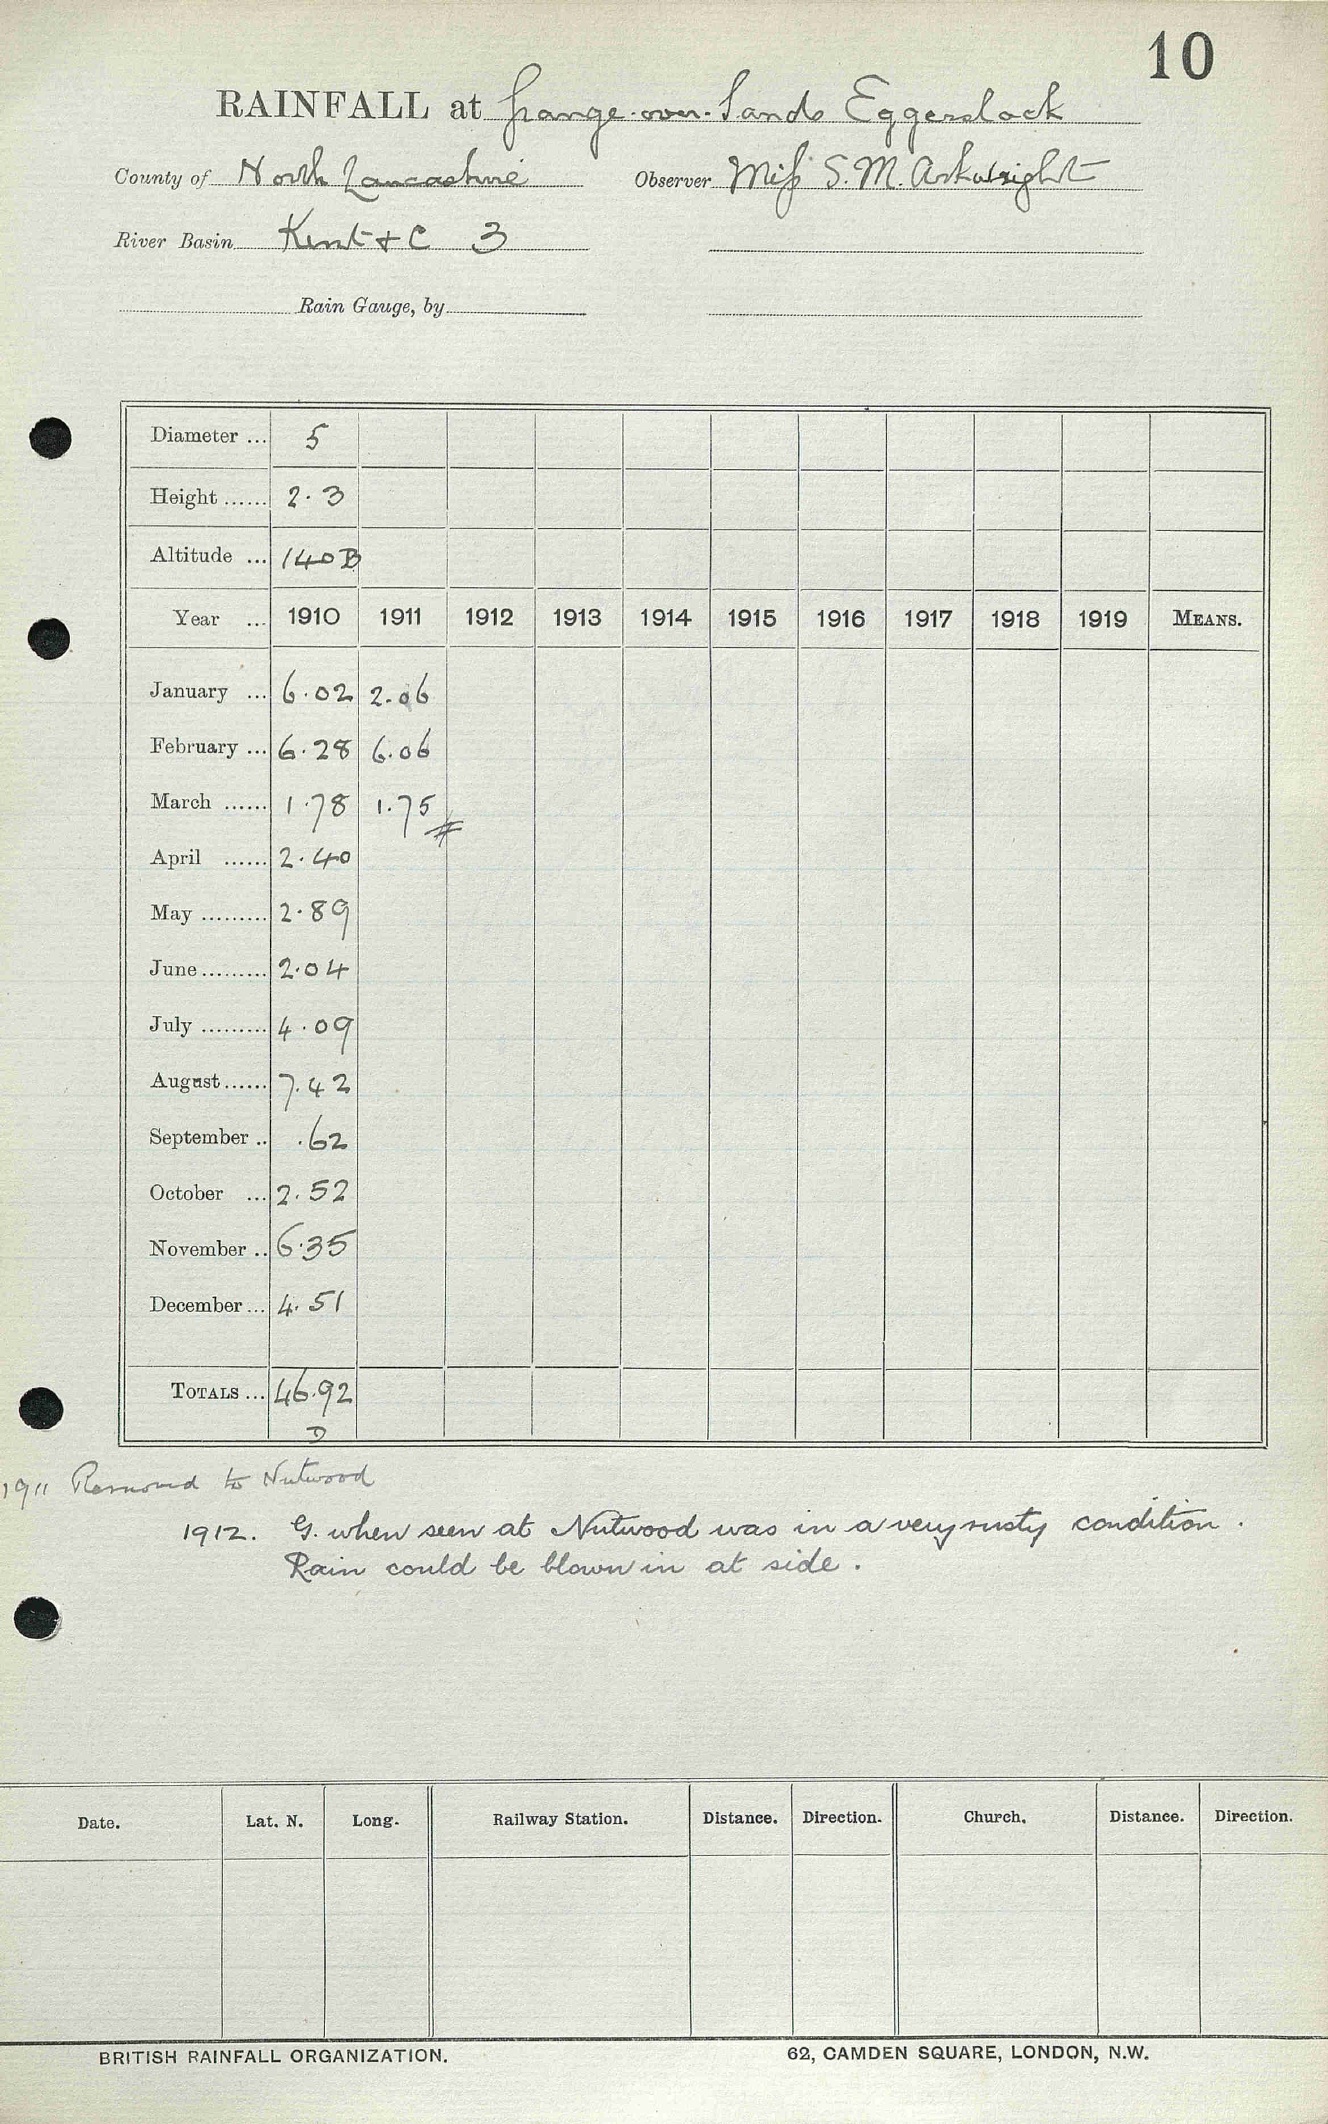 10
RAINFALL at Grange-over-Sands Eggerslack
County of North Lancashire Observer Miss S. M. Arkwright
River Basin Kent & C 3
Rain Gauge, by
Diameter ... 5
Height ...... 2.3
Altitude ... 140 B
Year ... 1910 1911 1912 1913 1914 1915 1916 1917 1918 1919 MEANS.
January ... 6.02 2.06
February ... 6.28 6.06
March ...... 1.78 1.75 #
April ...... 2.40
May ......... 2.89
June ......... 2.04
July ......... 4.09
August ...... 7.42
September .. .62
October ... 2.52
November .. 6.35
December ... 4.51
TOTALS ... 46.92
D
1911 Removed to Nutwood
1912. G. when seen at Nutwood was in a very rusty condition.
Rain could be blown in at side.
Date. Lat. N. Long. Railway Station. Distance. Direction. Church. Distance. Direction.
BRITISH RAINFALL ORGANIZATION. 62, CAMDEN SQUARE, LONDON, N.W.